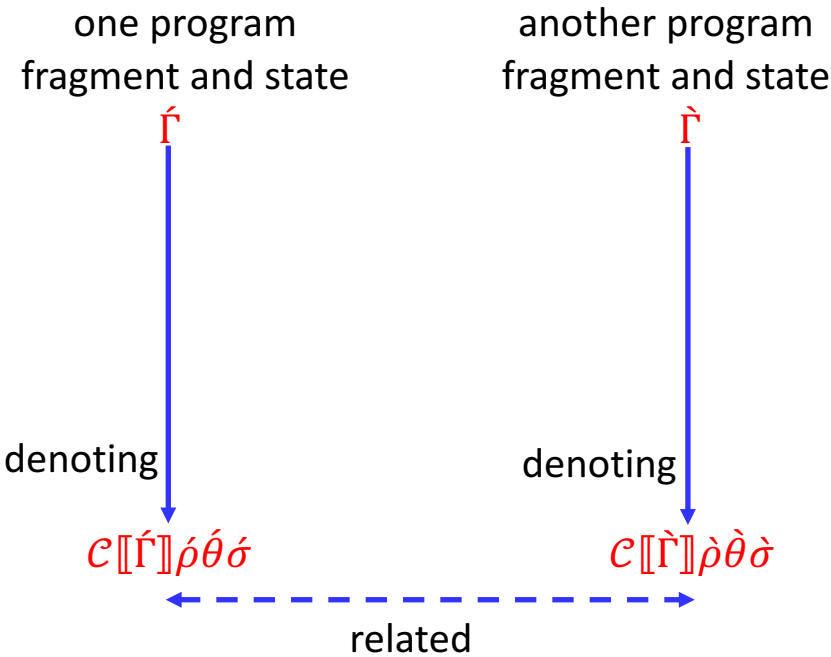 one program
fragment and state
Γ́
another program
fragment and state
Γ̀
denoting
denoting
𝒞⟦Γ́⟧ρ́θ́σ́
𝒞⟦Γ̀⟧ρ̀θ̀σ̀
related